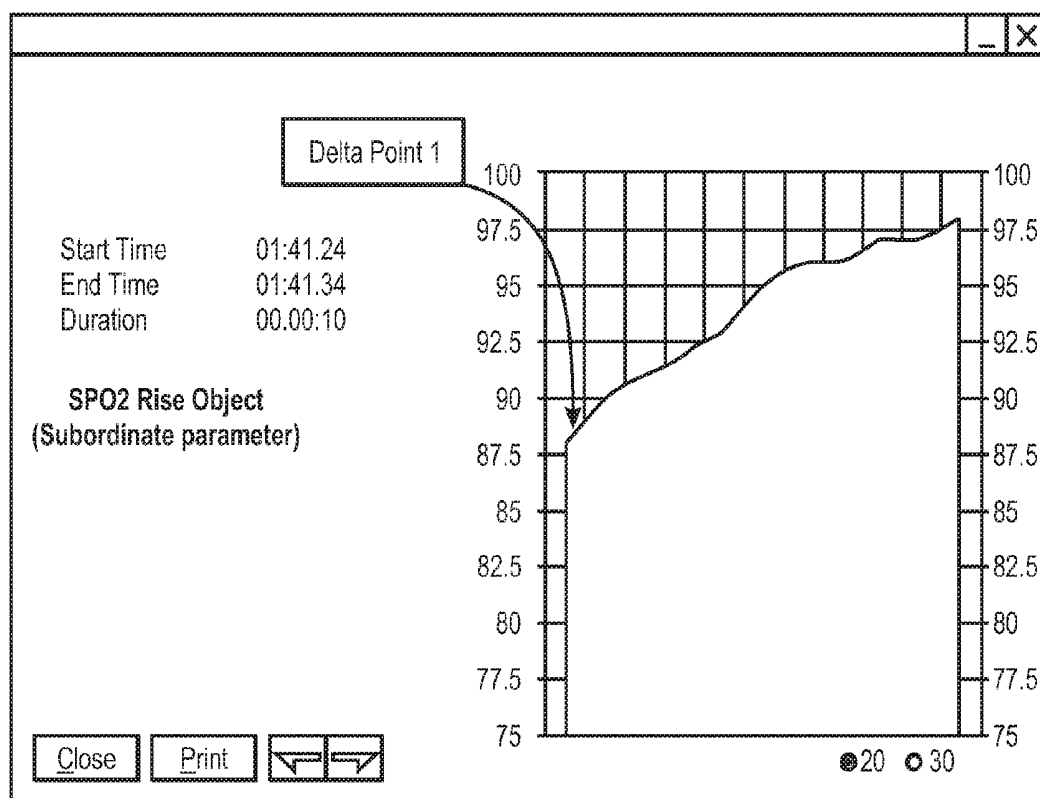 Delta Point 1
Start Time 01:41.24
End Time 01:41.34
Duration 00.00:10
SPO2 Rise Object
(Subordinate parameter)
100 100
97.5 97.5
95 95
92.5 92.5
90 90
87.5 87.5
85 85
82.5 82.5
80 80
77.5 77.5
75 75
20 30
Close Print